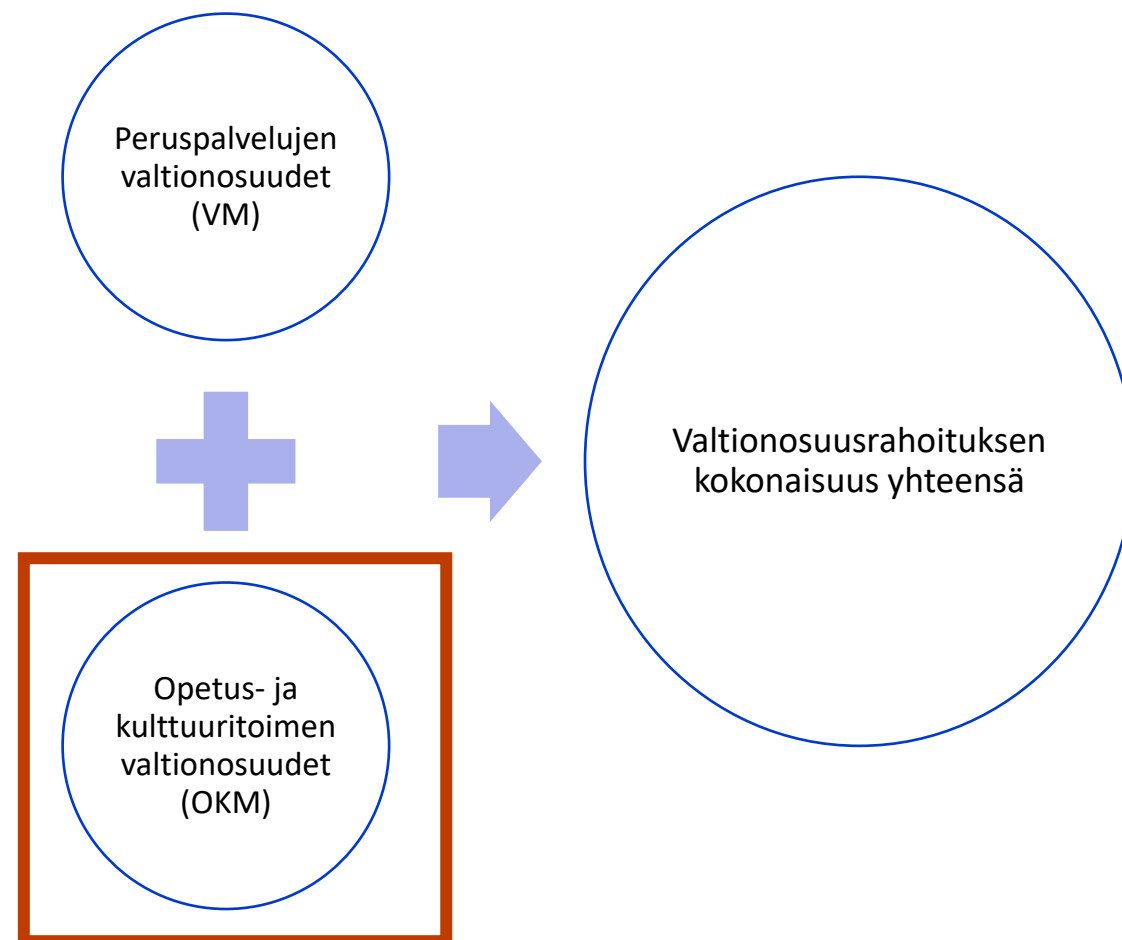 Peruspalvelujen
valtionosuudet
(VM)
Opetus- ja
kulttuuritoimen
valtionosuudet
(OKM)
Valtionosuusrahoituksen
kokonaisuus yhteensä